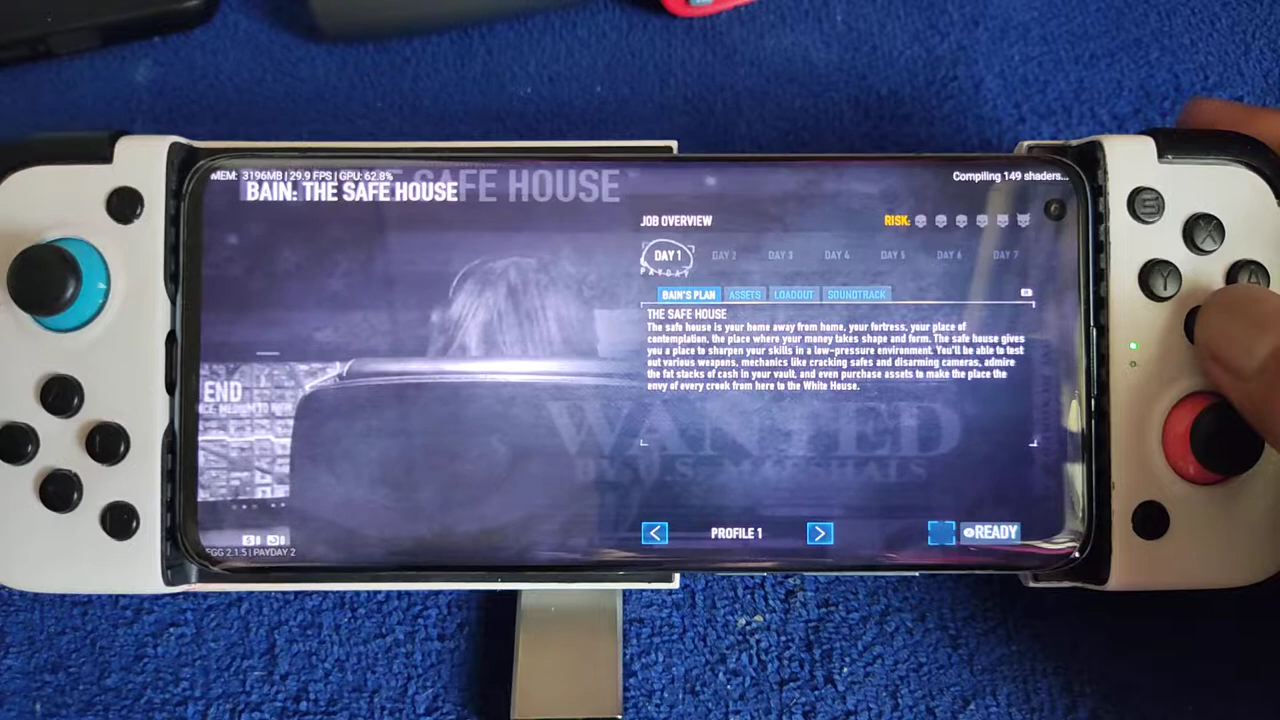 MEM: 3196MB | 29.9 FPS | GPU: 62.8%
Compiling 149 shaders...
BAIN: THE SAFE HOUSE
SAFE HOUSE
JOB OVERVIEW
RISK:
DAY 1
DAY 2
DAY 3
DAY 4
DAY 5
DAY 6
DAY 7
PAYDAY
BAIN'S PLAN
ASSETS
LOADOUT
SOUNDTRACK
THE SAFE HOUSE
The safe house is your home away from home, your fortress, your place of
contemplation, the place where your money takes shape and form. The safe house gives
you a place to sharpen your skills in a low-pressure environment. You'll be able to test
out various weapons, mechanics like cracking safes and disarming cameras, admire
the fat stacks of cash in your vault, and even purchase assets to make the place the
envy of every crook from here to the White House.
END
WANTED
BY U.S. MARSHALS
PROFILE 1
READY
EGG 2.1.5 | PAYDAY 2
S
X
Y
A